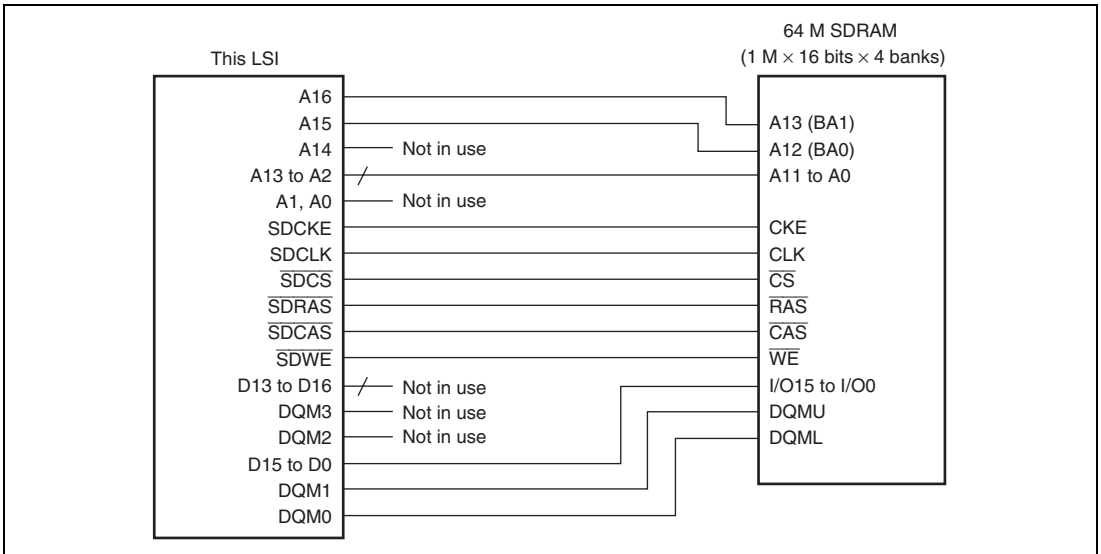 This LSI
64 M SDRAM
(1 M × 16 bits × 4 banks)
A16
A15
A14
Not in use
A13 to A2
A1, A0
Not in use
SDCKE
SDCLK
SDCS
SDRAS
SDCAS
SDWE
D13 to D16
Not in use
DQM3
Not in use
DQM2
Not in use
D15 to D0
DQM1
DQM0
A13 (BA1)
A12 (BA0)
A11 to A0
CKE
CLK
CS
RAS
CAS
WE
I/O15 to I/O0
DQMU
DQML